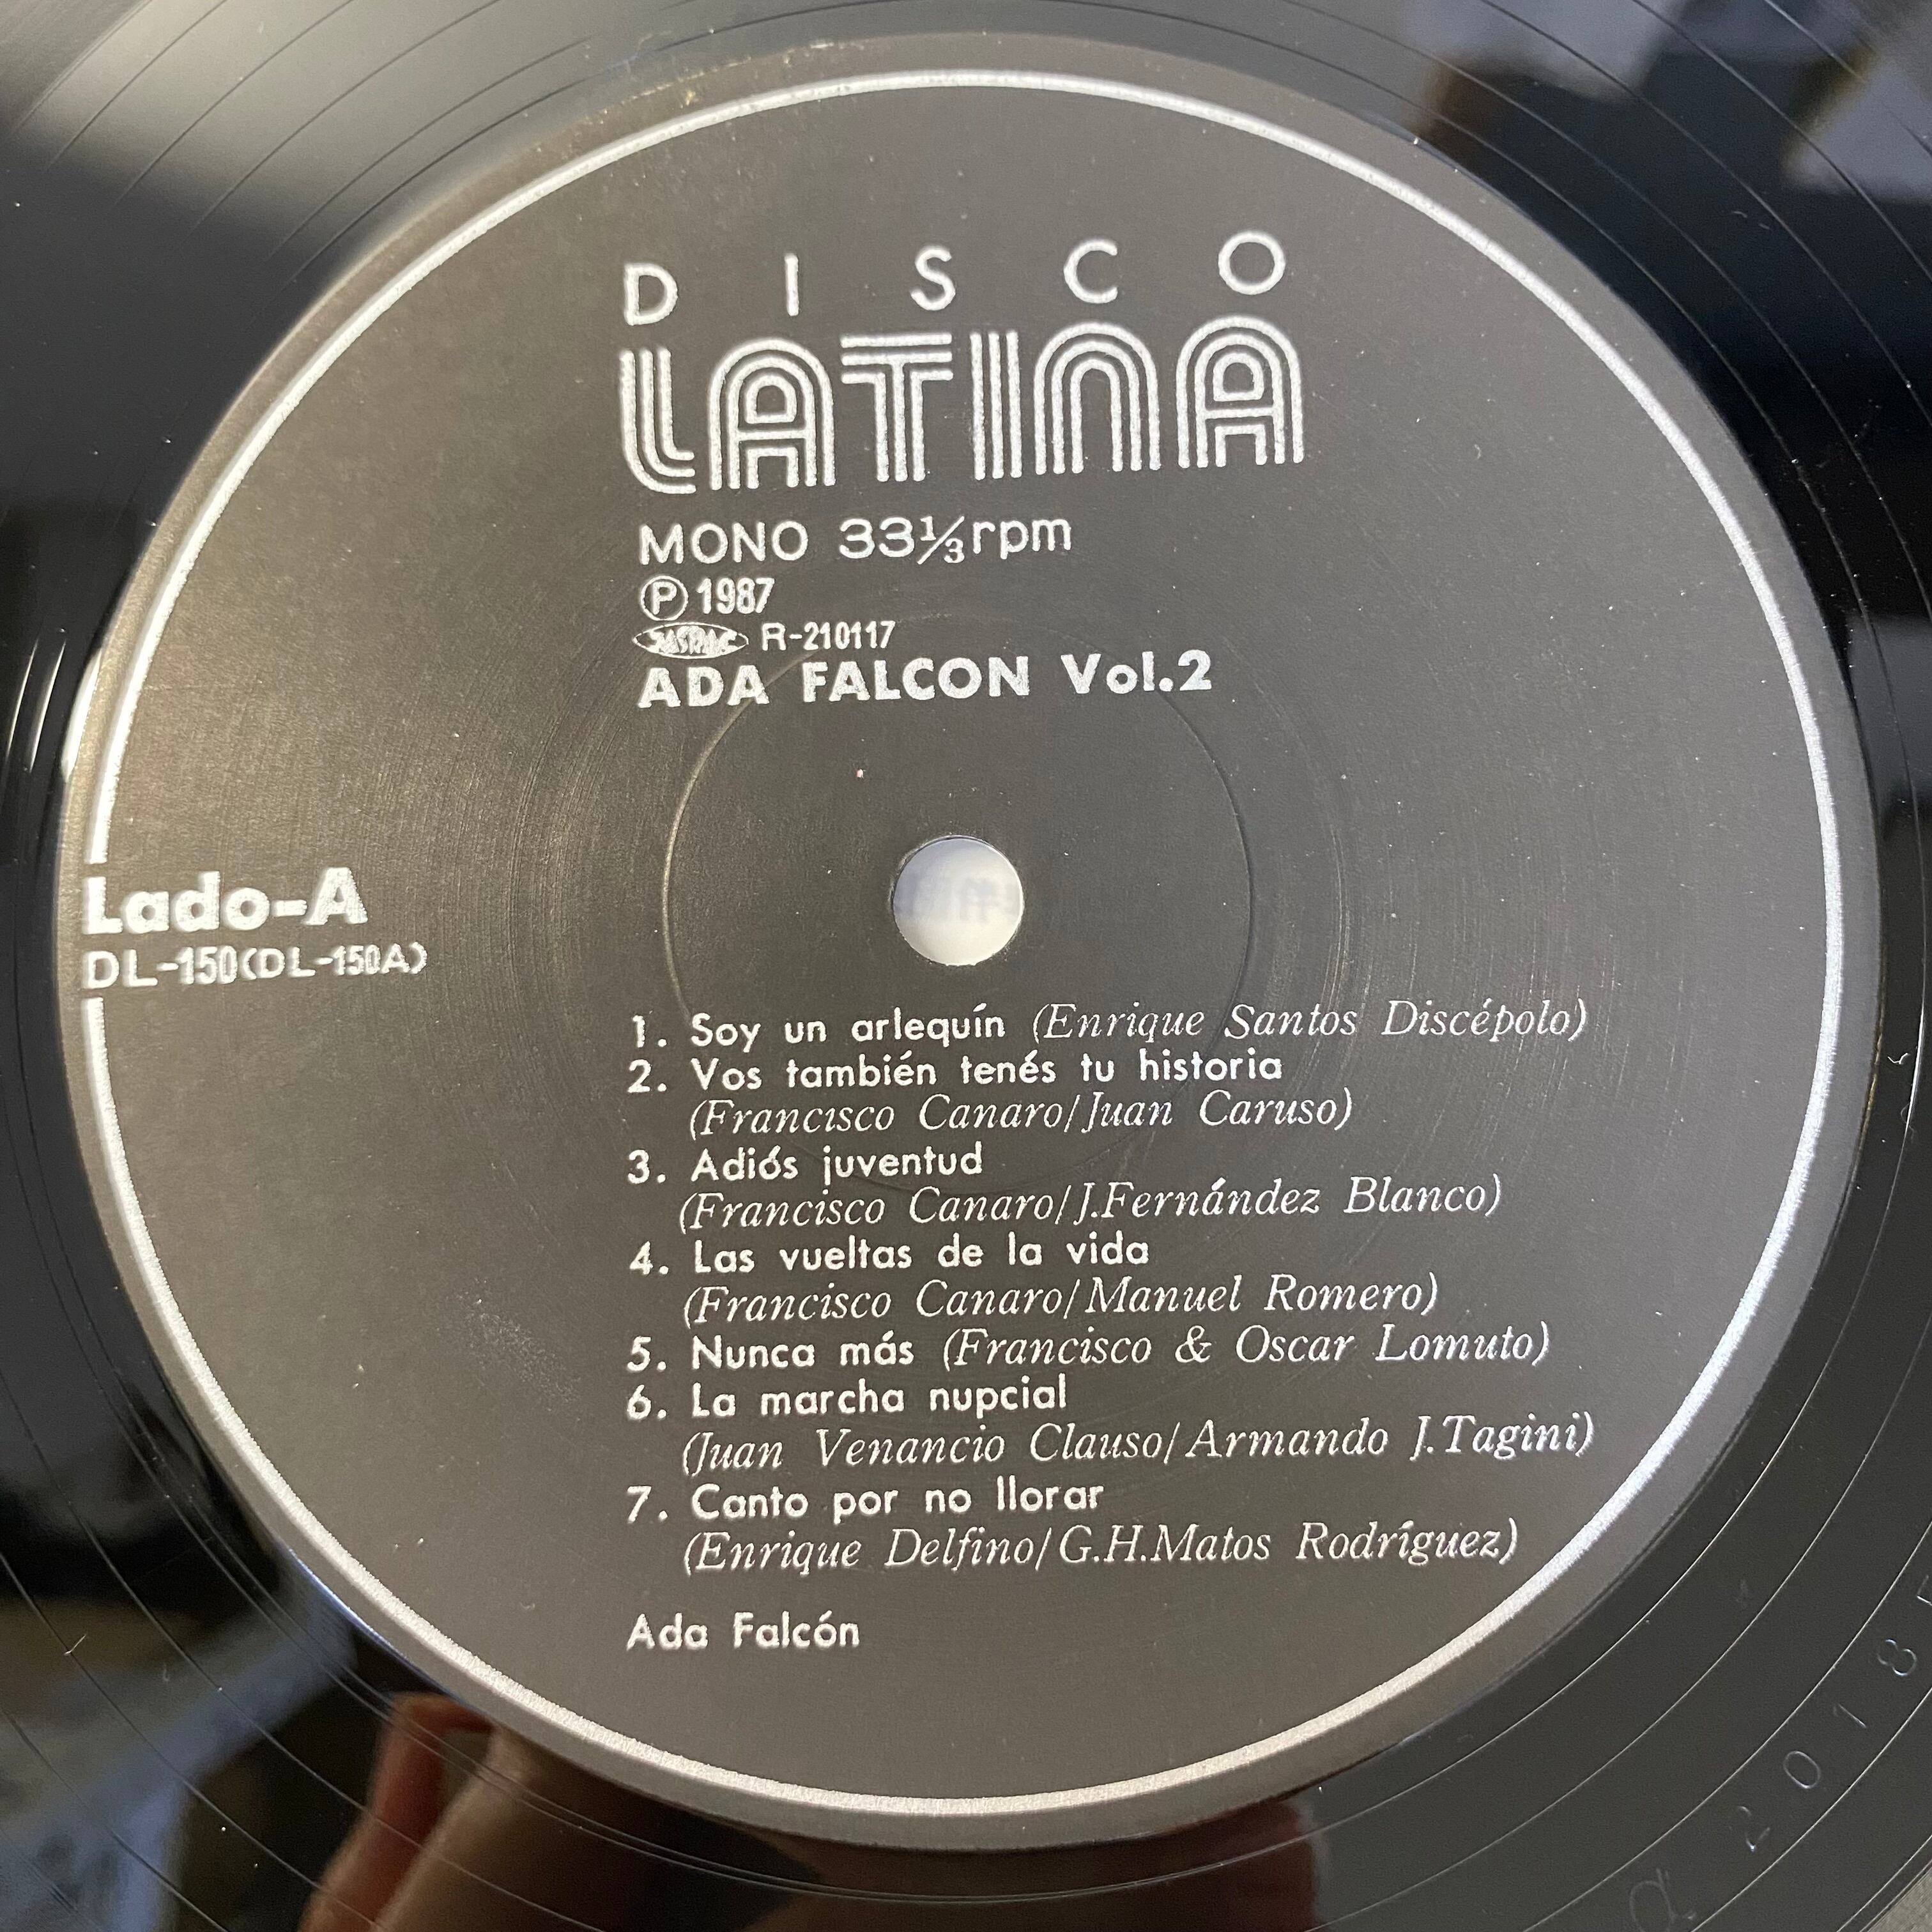 DISCO
LATINA
MONO 33⅓rpm
Ⓟ 1987
JASRAC R-210117
ADA FALCON Vol.2
Lado-A
DL-150(DL-150A)
1. Soy un arlequín (Enrique Santos Discépolo)
2. Vos también tenés tu historia
(Francisco Canaro/Juan Caruso)
3. Adiós juventud
(Francisco Canaro/J.Fernández Blanco)
4. Las vueltas de la vida
(Francisco Canaro/Manuel Romero)
5. Nunca más (Francisco & Oscar Lomuto)
6. La marcha nupcial
(Juan Venancio Clauso/Armando J.Tagini)
7. Canto por no llorar
(Enrique Delfino/G.H.Matos Rodríguez)
Ada Falcón